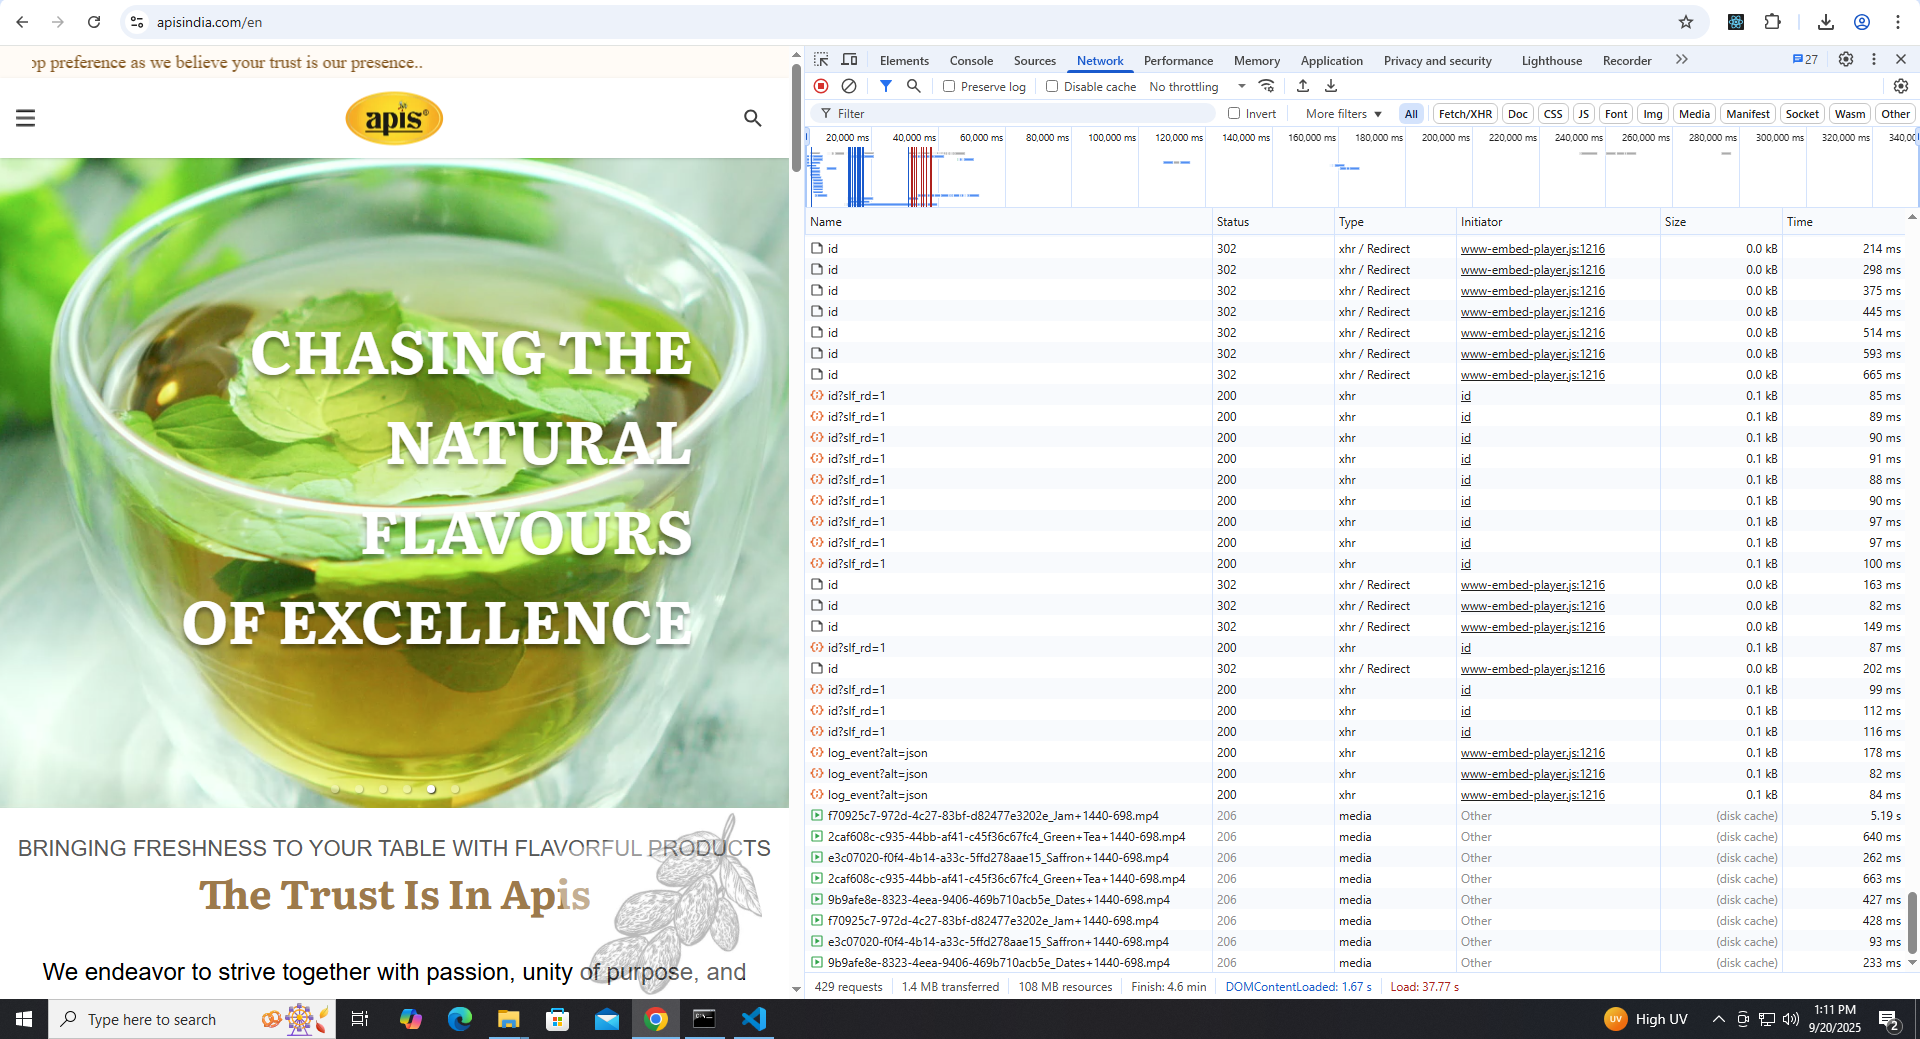 apisindia.com/en
op preference as we believe your trust is our presence..
apis
CHASING THE
NATURAL
FLAVOURS
OF EXCELLENCE
BRINGING FRESHNESS TO YOUR TABLE WITH FLAVORFUL PRODUCTS
The Trust Is In Apis
We endeavor to strive together with passion, unity of purpose, and
Elements Console Sources Network Performance Memory Application Privacy and security Lighthouse Recorder 27
Preserve log Disable cache No throttling
Filter Invert More filters All Fetch/XHR Doc CSS JS Font Img Media Manifest Socket Wasm Other
20,000 ms 40,000 ms 60,000 ms 80,000 ms 100,000 ms 120,000 ms 140,000 ms 160,000 ms 180,000 ms 200,000 ms 220,000 ms 240,000 ms 260,000 ms 280,000 ms 300,000 ms 320,000 ms 340,0
Name Status Type Initiator Size Time
id 302 xhr / Redirect www-embed-player.js:1216 0.0 kB 214 ms
id 302 xhr / Redirect www-embed-player.js:1216 0.0 kB 298 ms
id 302 xhr / Redirect www-embed-player.js:1216 0.0 kB 375 ms
id 302 xhr / Redirect www-embed-player.js:1216 0.0 kB 445 ms
id 302 xhr / Redirect www-embed-player.js:1216 0.0 kB 514 ms
id 302 xhr / Redirect www-embed-player.js:1216 0.0 kB 593 ms
id 302 xhr / Redirect www-embed-player.js:1216 0.0 kB 665 ms
id?slf_rd=1 200 xhr id 0.1 kB 85 ms
id?slf_rd=1 200 xhr id 0.1 kB 89 ms
id?slf_rd=1 200 xhr id 0.1 kB 90 ms
id?slf_rd=1 200 xhr id 0.1 kB 91 ms
id?slf_rd=1 200 xhr id 0.1 kB 88 ms
id?slf_rd=1 200 xhr id 0.1 kB 90 ms
id?slf_rd=1 200 xhr id 0.1 kB 97 ms
id?slf_rd=1 200 xhr id 0.1 kB 97 ms
id?slf_rd=1 200 xhr id 0.1 kB 100 ms
id 302 xhr / Redirect www-embed-player.js:1216 0.0 kB 163 ms
id 302 xhr / Redirect www-embed-player.js:1216 0.0 kB 82 ms
id 302 xhr / Redirect www-embed-player.js:1216 0.0 kB 149 ms
id?slf_rd=1 200 xhr id 0.1 kB 87 ms
id 302 xhr / Redirect www-embed-player.js:1216 0.0 kB 202 ms
id?slf_rd=1 200 xhr id 0.1 kB 99 ms
id?slf_rd=1 200 xhr id 0.1 kB 112 ms
id?slf_rd=1 200 xhr id 0.1 kB 116 ms
log_event?alt=json 200 xhr www-embed-player.js:1216 0.1 kB 178 ms
log_event?alt=json 200 xhr www-embed-player.js:1216 0.1 kB 82 ms
log_event?alt=json 200 xhr www-embed-player.js:1216 0.1 kB 84 ms
f70925c7-972d-4c27-83bf-d82477e3202e_Jam+1440-698.mp4 206 media Other (disk cache) 5.19 s
2caf608c-c935-44bb-af41-c45f36c67fc4_Green+Tea+1440-698.mp4 206 media Other (disk cache) 640 ms
e3c07020-f0f4-4b14-a33c-5ffd278aae15_Saffron+1440-698.mp4 206 media Other (disk cache) 262 ms
2caf608c-c935-44bb-af41-c45f36c67fc4_Green+Tea+1440-698.mp4 206 media Other (disk cache) 663 ms
9b9afe8e-8323-4eea-9406-469b710acb5e_Dates+1440-698.mp4 206 media Other (disk cache) 427 ms
f70925c7-972d-4c27-83bf-d82477e3202e_Jam+1440-698.mp4 206 media Other (disk cache) 428 ms
e3c07020-f0f4-4b14-a33c-5ffd278aae15_Saffron+1440-698.mp4 206 media Other (disk cache) 93 ms
9b9afe8e-8323-4eea-9406-469b710acb5e_Dates+1440-698.mp4 206 media Other (disk cache) 233 ms
429 requests 1.4 MB transferred 108 MB resources Finish: 4.6 min DOMContentLoaded: 1.67 s Load: 37.77 s
Type here to search
UV High UV
1:11 PM
9/20/2025
2